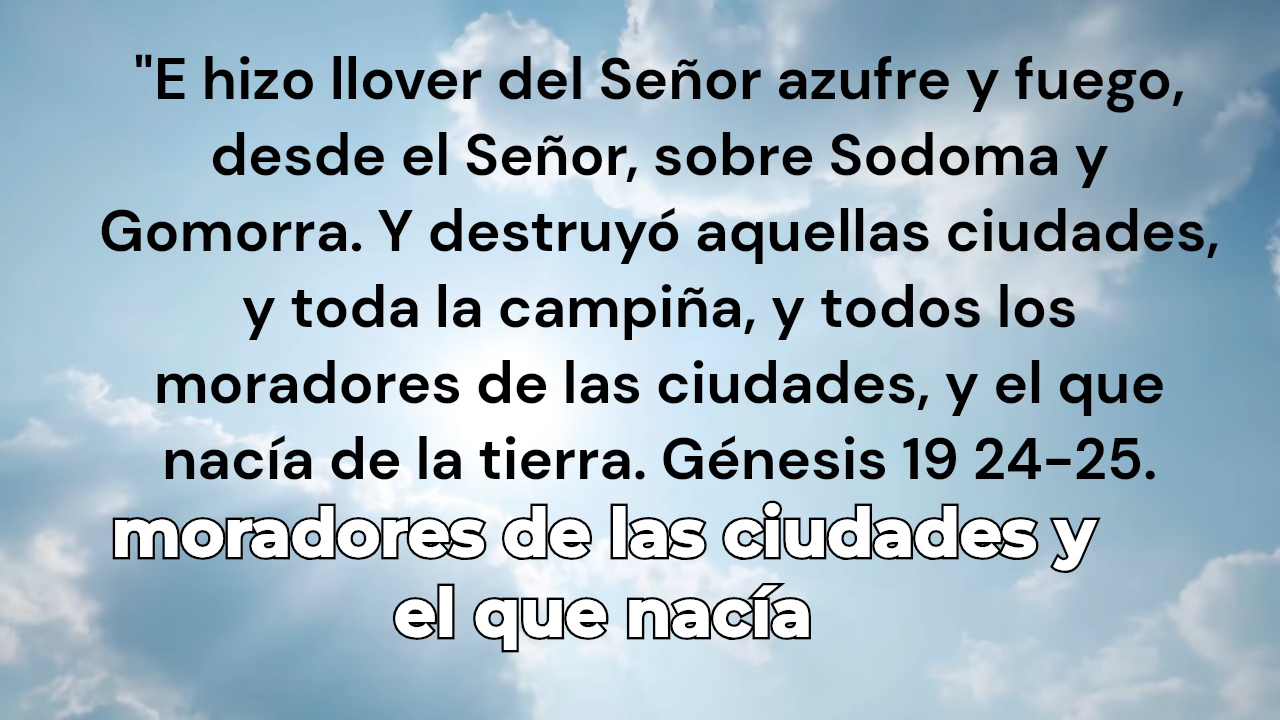 "E hizo llover del Señor azufre y fuego,
desde el Señor, sobre Sodoma y
Gomorra. Y destruyó aquellas ciudades,
y toda la campiña, y todos los
moradores de las ciudades, y el que
nacía de la tierra. Génesis 19 24-25.
moradores de las ciudades y
el que nacía